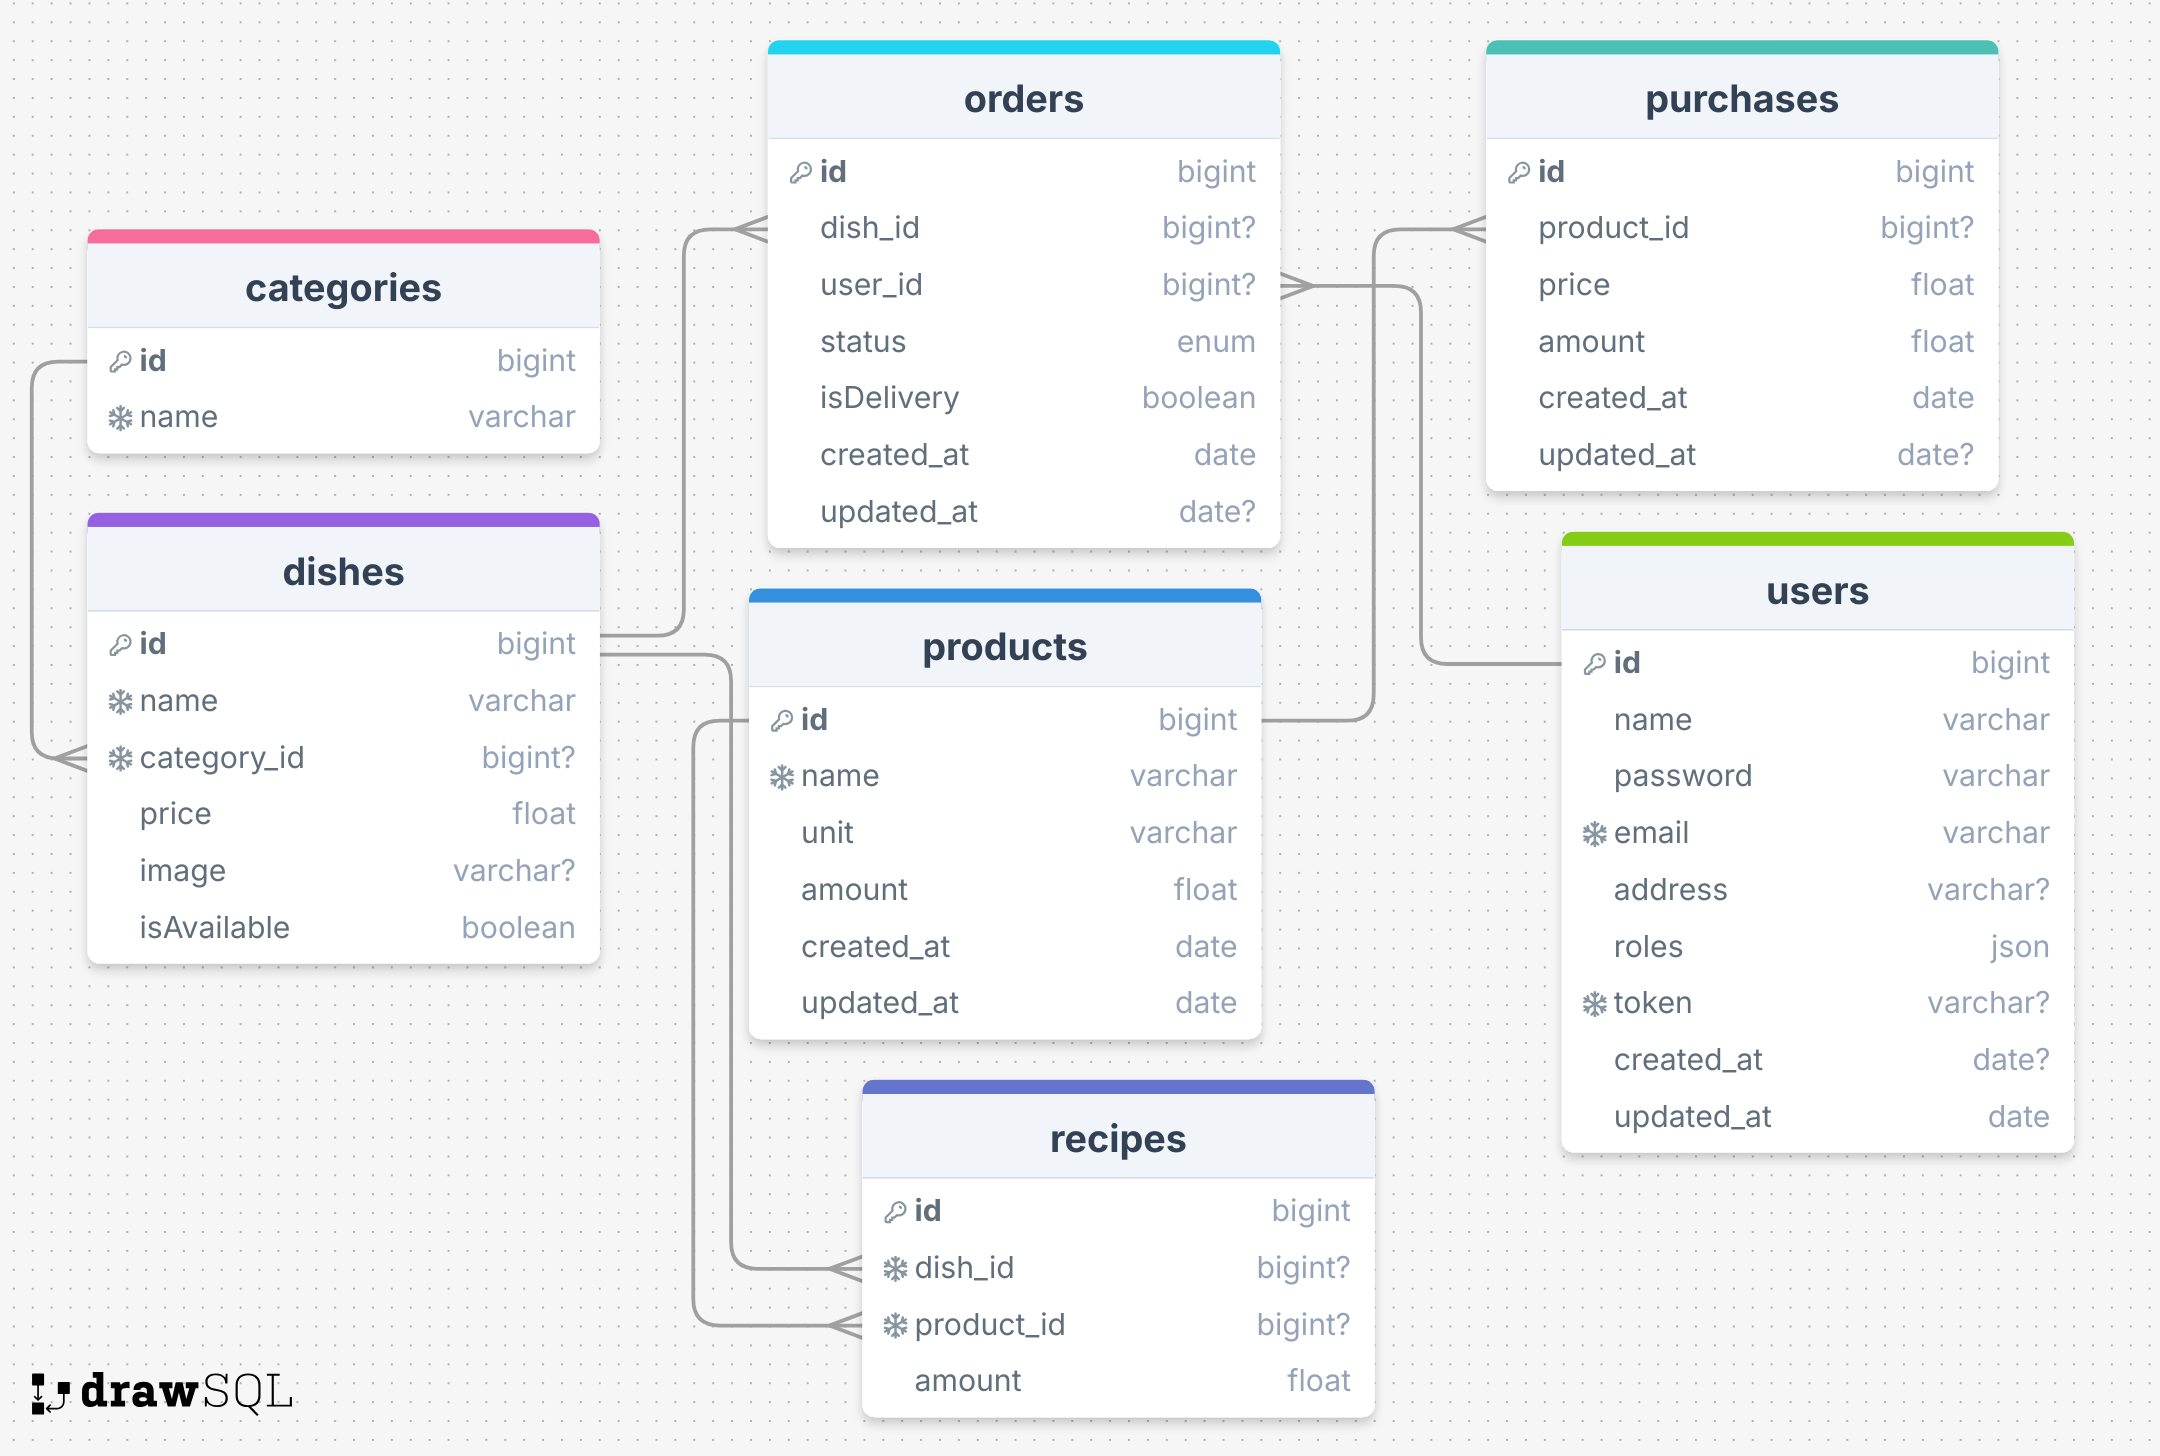 categories
id bigint
name varchar
dishes
id bigint
name varchar
category_id bigint?
price float
image varchar?
isAvailable boolean
orders
id bigint
dish_id bigint?
user_id bigint?
status enum
isDelivery boolean
created_at date
updated_at date?
products
id bigint
name varchar
unit varchar
amount float
created_at date
updated_at date
recipes
id bigint
dish_id bigint?
product_id bigint?
amount float
purchases
id bigint
product_id bigint?
price float
amount float
created_at date
updated_at date?
users
id bigint
name varchar
password varchar
email varchar
address varchar?
roles json
token varchar?
created_at date?
updated_at date
drawSQL